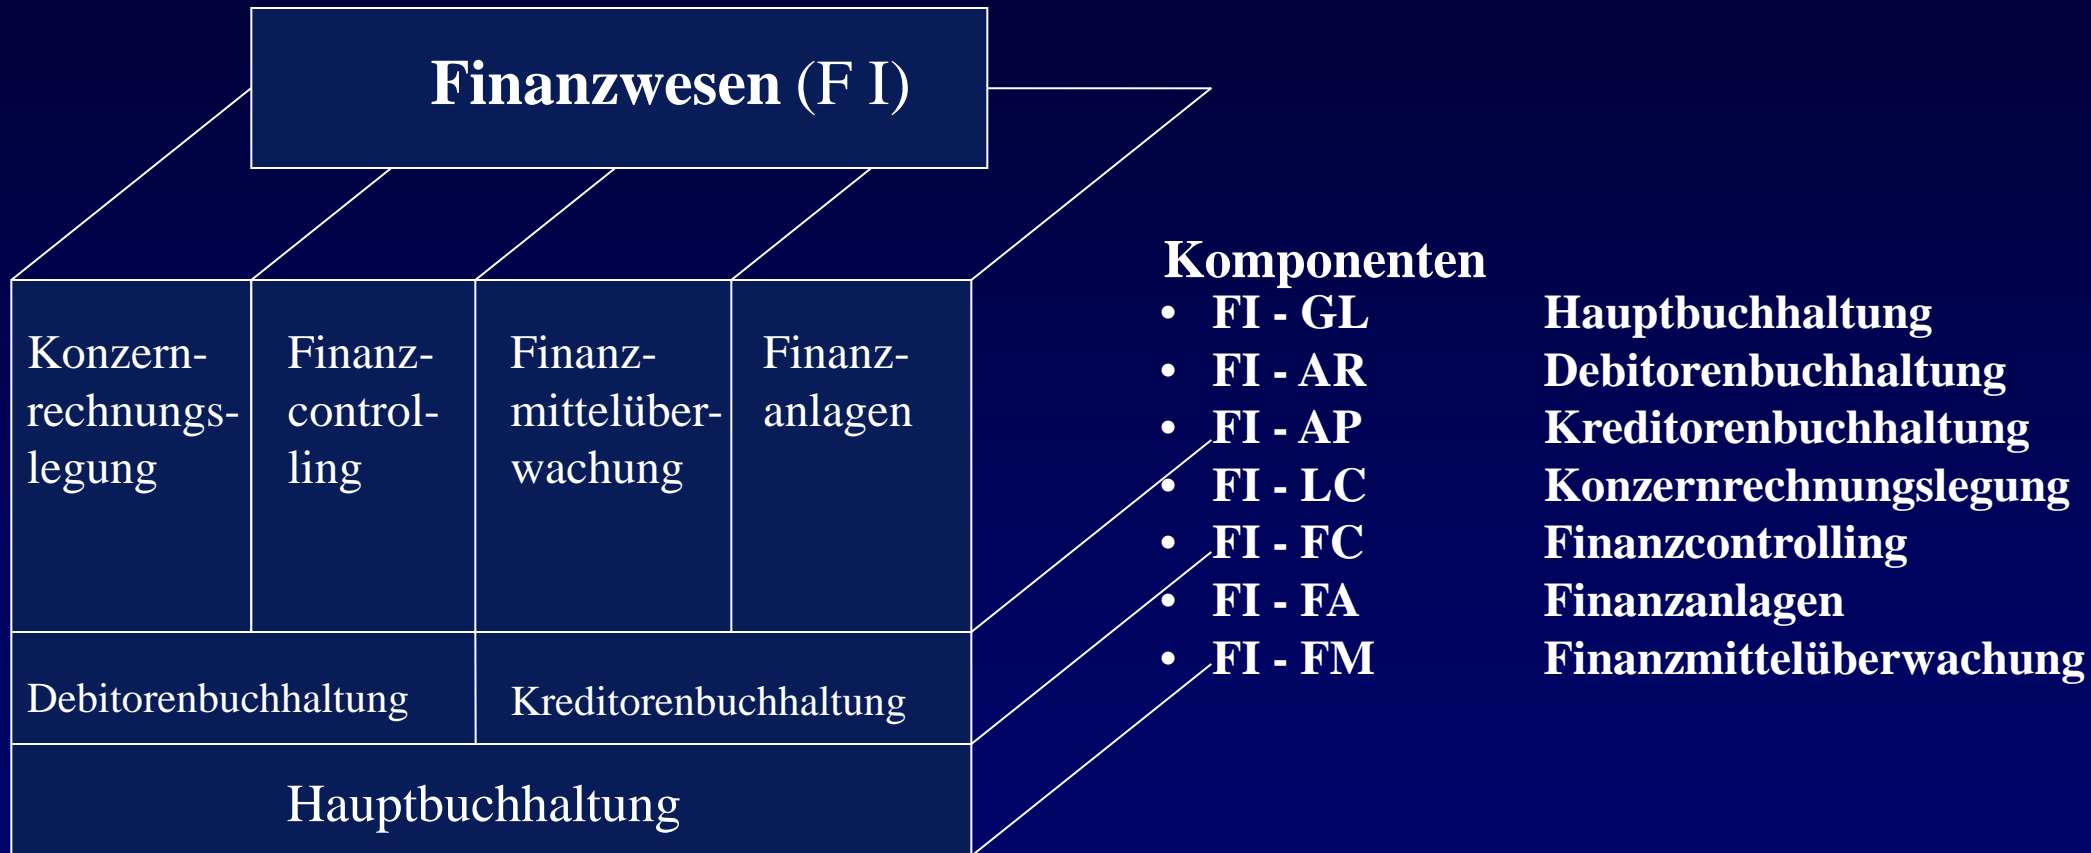 Finanzwesen (F I)
Konzern-
rechnungs-
legung
Finanz-
control-
ling
Finanz-
mittelüber-
wachung
Finanz-
anlagen
Debitorenbuchhaltung
Kreditorenbuchhaltung
Hauptbuchhaltung
Komponenten
• FI - GL Hauptbuchhaltung
• FI - AR Debitorenbuchhaltung
• FI - AP Kreditorenbuchhaltung
• FI - LC Konzernrechnungslegung
• FI - FC Finanzcontrolling
• FI - FA Finanzanlagen
• FI - FM Finanzmittelüberwachung